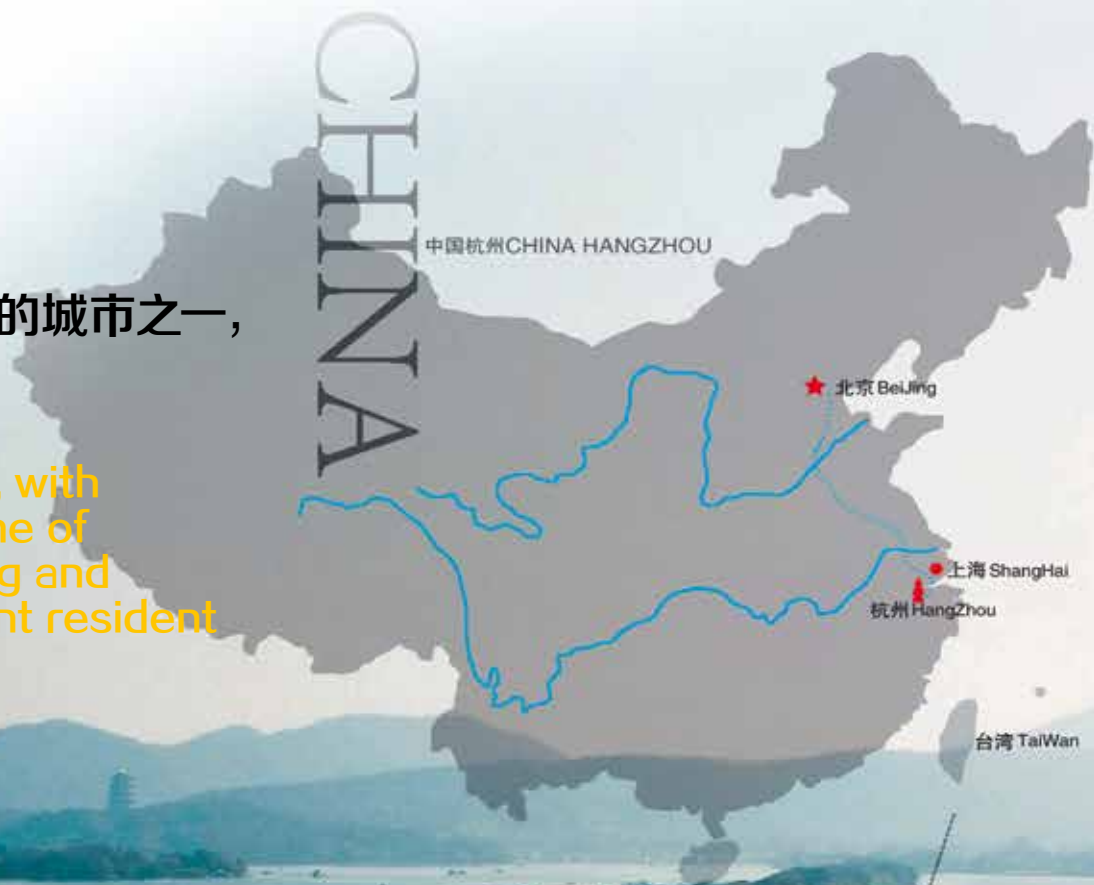 CHINA
中国杭州CHINA HANGZHOU
的城市之一，
北京 BeiJing
with
ne of
g and
nt resident
上海 ShangHai
杭州 HangZhou
台湾 TaiWan